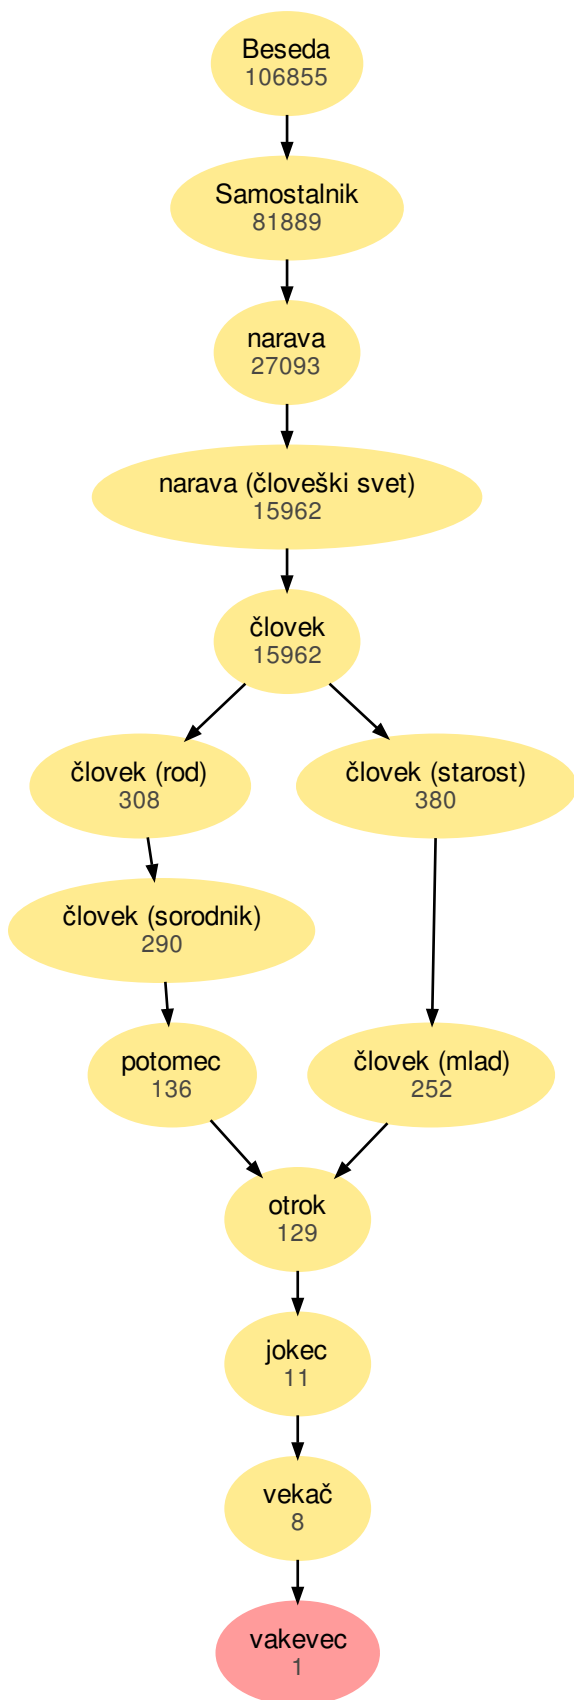 Beseda
106855
Samostalnik
81889
narava
27093
narava (človeški svet)
15962
človek
15962
človek (rod)
308
človek (starost)
380
človek (sorodnik)
290
potomec
136
človek (mlad)
252
otrok
129
jokec
11
vekač
8
vakevec
1